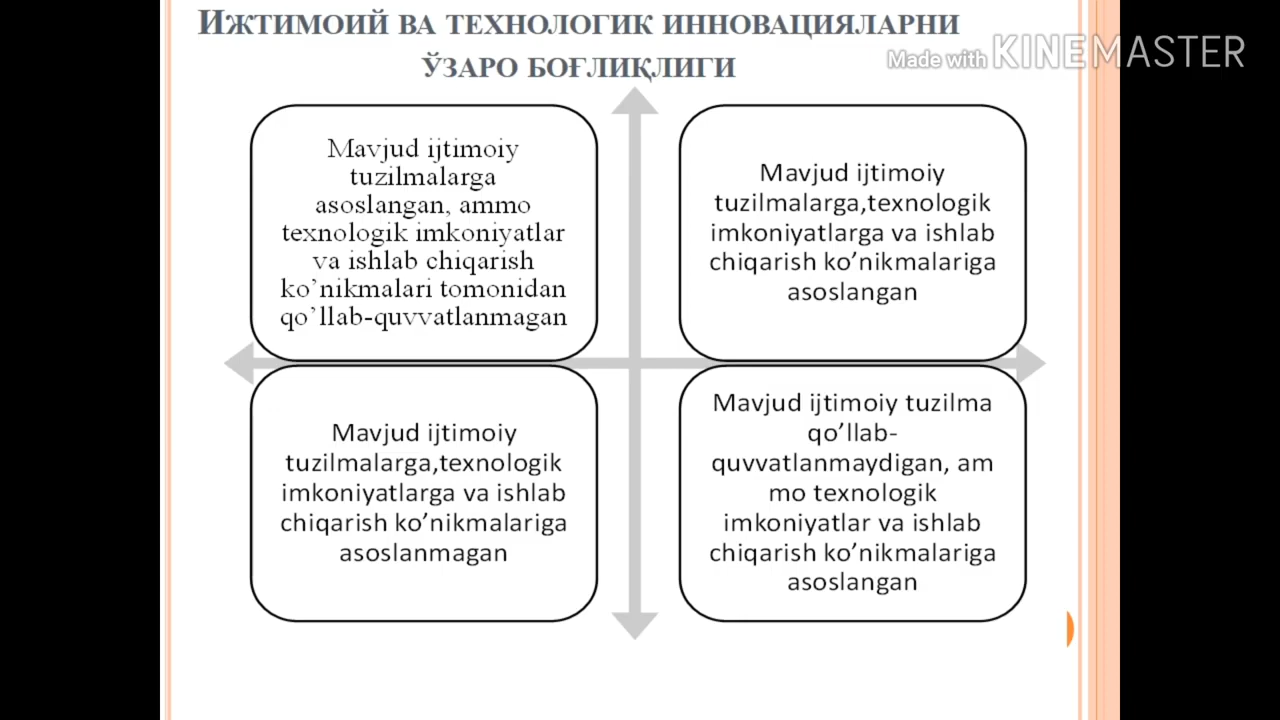 ИЖТИМОИЙ ВА ТЕХНОЛОГИК ИННОВАЦИЯЛАРНИ
ЎЗАРО БОҒЛИҚЛИГИ
Made with KINEMASTER
Mavjud ijtimoiy
tuzilmalarga
asoslangan, ammo
texnologik imkoniyatlar
va ishlab chiqarish
ko’nikmalari tomonidan
qo’llab-quvvatlanmagan
Mavjud ijtimoiy
tuzilmalarga,texnologik
imkoniyatlarga va ishlab
chiqarish ko’nikmalariga
asoslangan
Mavjud ijtimoiy
tuzilmalarga,texnologik
imkoniyatlarga va ishlab
chiqarish ko’nikmalariga
asoslanmagan
Mavjud ijtimoiy tuzilma
qo’llab-
quvvatlanmaydigan, am
mo texnologik
imkoniyatlar va ishlab
chiqarish ko’nikmalariga
asoslangan